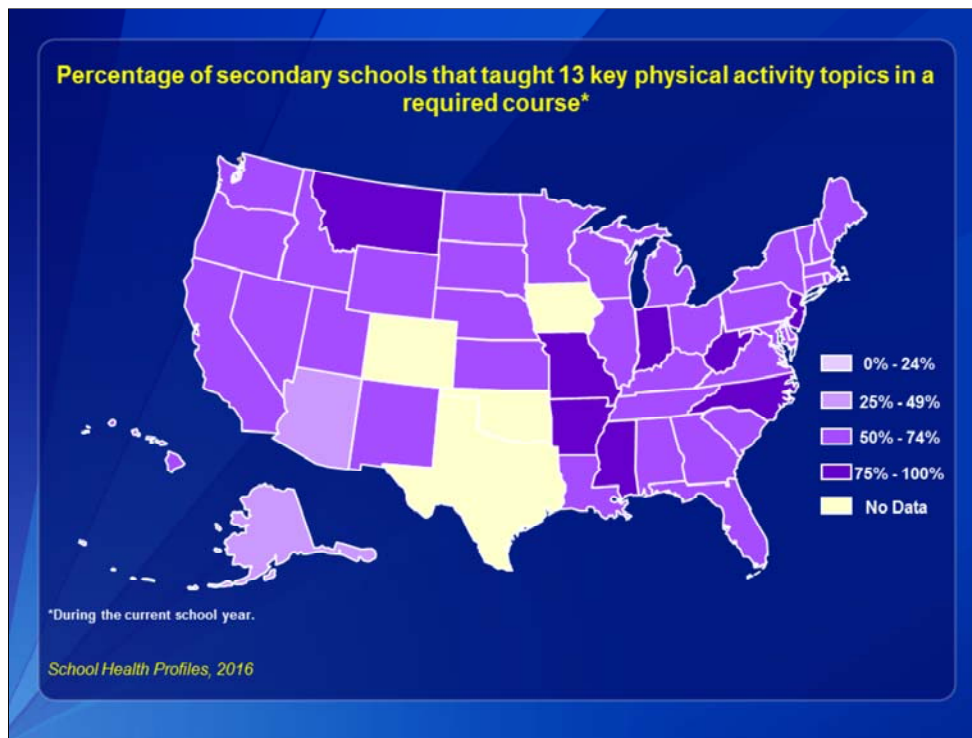 Percentage of secondary schools that taught 13 key physical activity topics in a
required course*
0% - 24%
25% - 49%
50% - 74%
75% - 100%
No Data
*During the current school year.
School Health Profiles, 2016